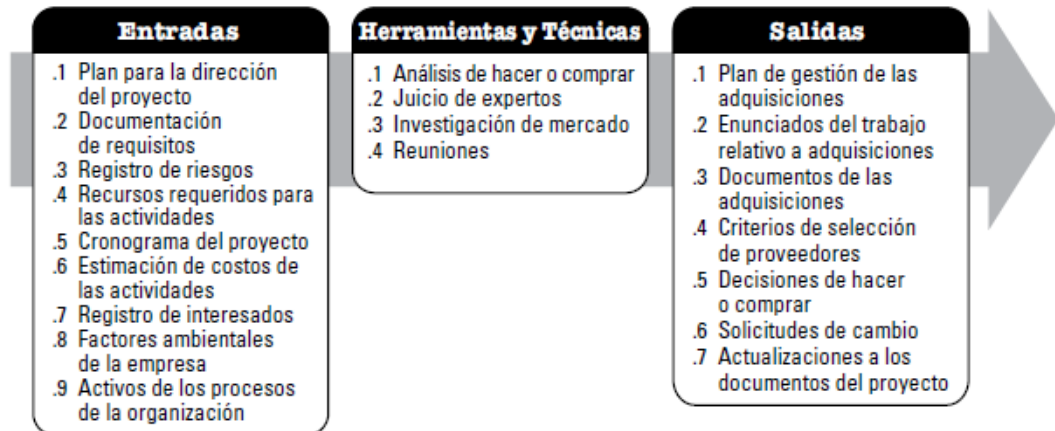 Entradas
.1 Plan para la dirección
del proyecto
.2 Documentación
de requisitos
.3 Registro de riesgos
.4 Recursos requeridos para
las actividades
.5 Cronograma del proyecto
.6 Estimación de costos de
las actividades
.7 Registro de interesados
.8 Factores ambientales
de la empresa
.9 Activos de los procesos
de la organización
Herramientas y Técnicas
.1 Análisis de hacer o comprar
.2 Juicio de expertos
.3 Investigación de mercado
.4 Reuniones
Salidas
.1 Plan de gestión de las
adquisiciones
.2 Enunciados del trabajo
relativo a adquisiciones
.3 Documentos de las
adquisiciones
.4 Criterios de selección
de proveedores
.5 Decisiones de hacer
o comprar
.6 Solicitudes de cambio
.7 Actualizaciones a los
documentos del proyecto